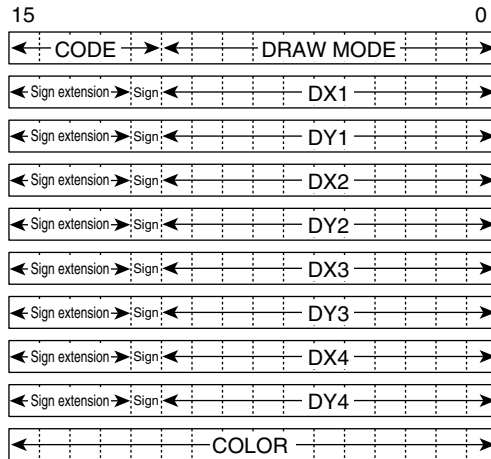 15 0
CODE DRAW MODE
Sign extension Sign DX1
Sign extension Sign DY1
Sign extension Sign DX2
Sign extension Sign DY2
Sign extension Sign DX3
Sign extension Sign DY3
Sign extension Sign DX4
Sign extension Sign DY4
COLOR